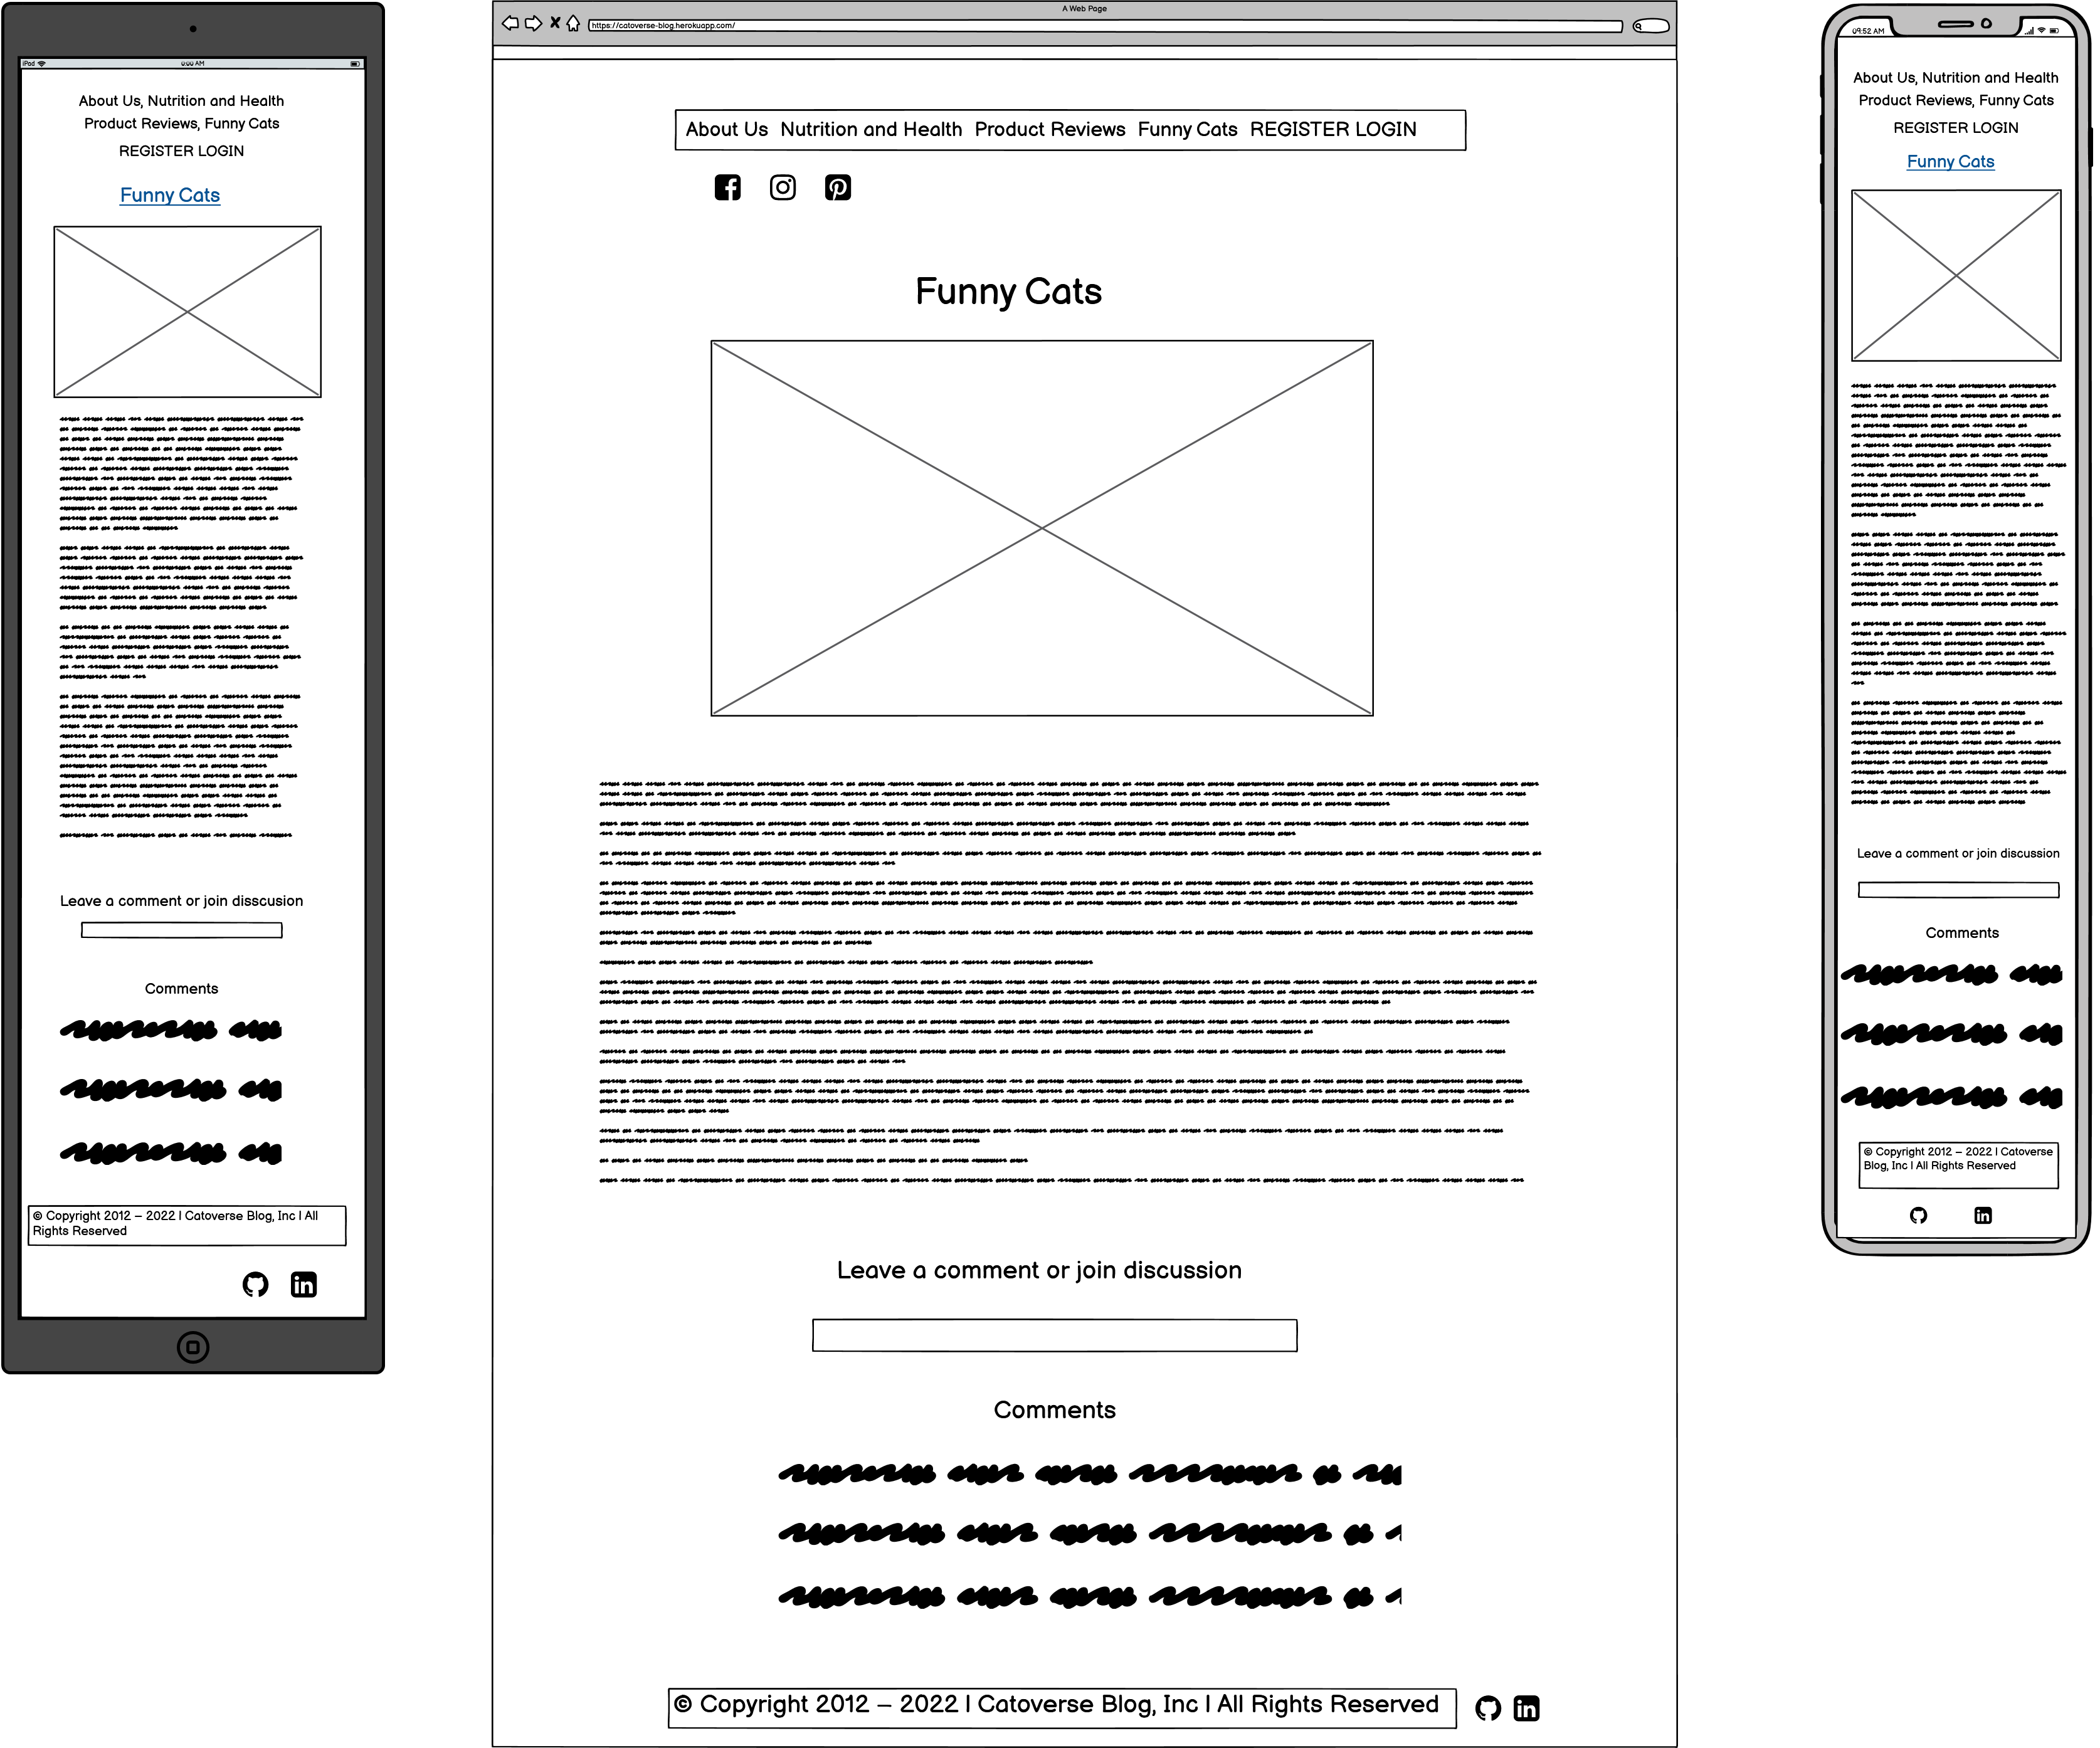 iPad
0:00 AM
About Us, Nutrition and Health
Product Reviews, Funny Cats
REGISTER LOGIN
Funny Cats
Leave a comment or join disscusion
Comments
© Copyright 2012 – 2022 | Catoverse Blog, Inc | All
Rights Reserved
A Web Page
https://catoverse-blog.herokuapp.com/
About Us Nutrition and Health Product Reviews Funny Cats REGISTER LOGIN
Funny Cats
Leave a comment or join discussion
Comments
© Copyright 2012 – 2022 | Catoverse Blog, Inc | All Rights Reserved
09:52 AM
About Us, Nutrition and Health
Product Reviews, Funny Cats
REGISTER LOGIN
Funny Cats
Leave a comment or join discussion
Comments
© Copyright 2012 – 2022 | Catoverse
Blog, Inc | All Rights Reserved